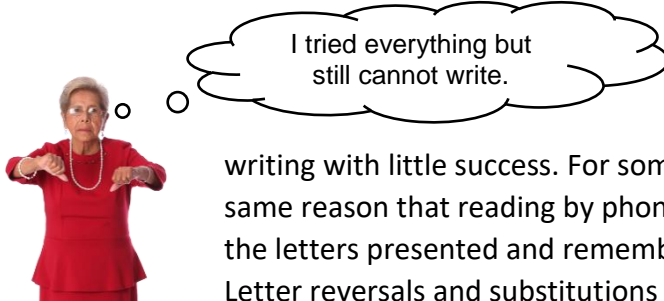 I tried everything but
still cannot write.
writing with little success. For som
same reason that reading by phon
the letters presented and rememb
Letter reversals and substitutions